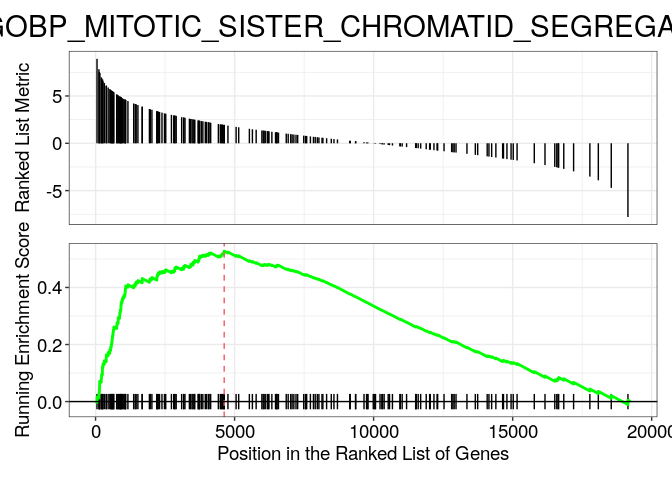 GOBP_MITOTIC_SISTER_CHROMATID_SEGREGA
Ranked List Metric
5
0
-5
Running Enrichment Score
0.4
0.2
0.0
0 5000 10000 15000 20000
Position in the Ranked List of Genes